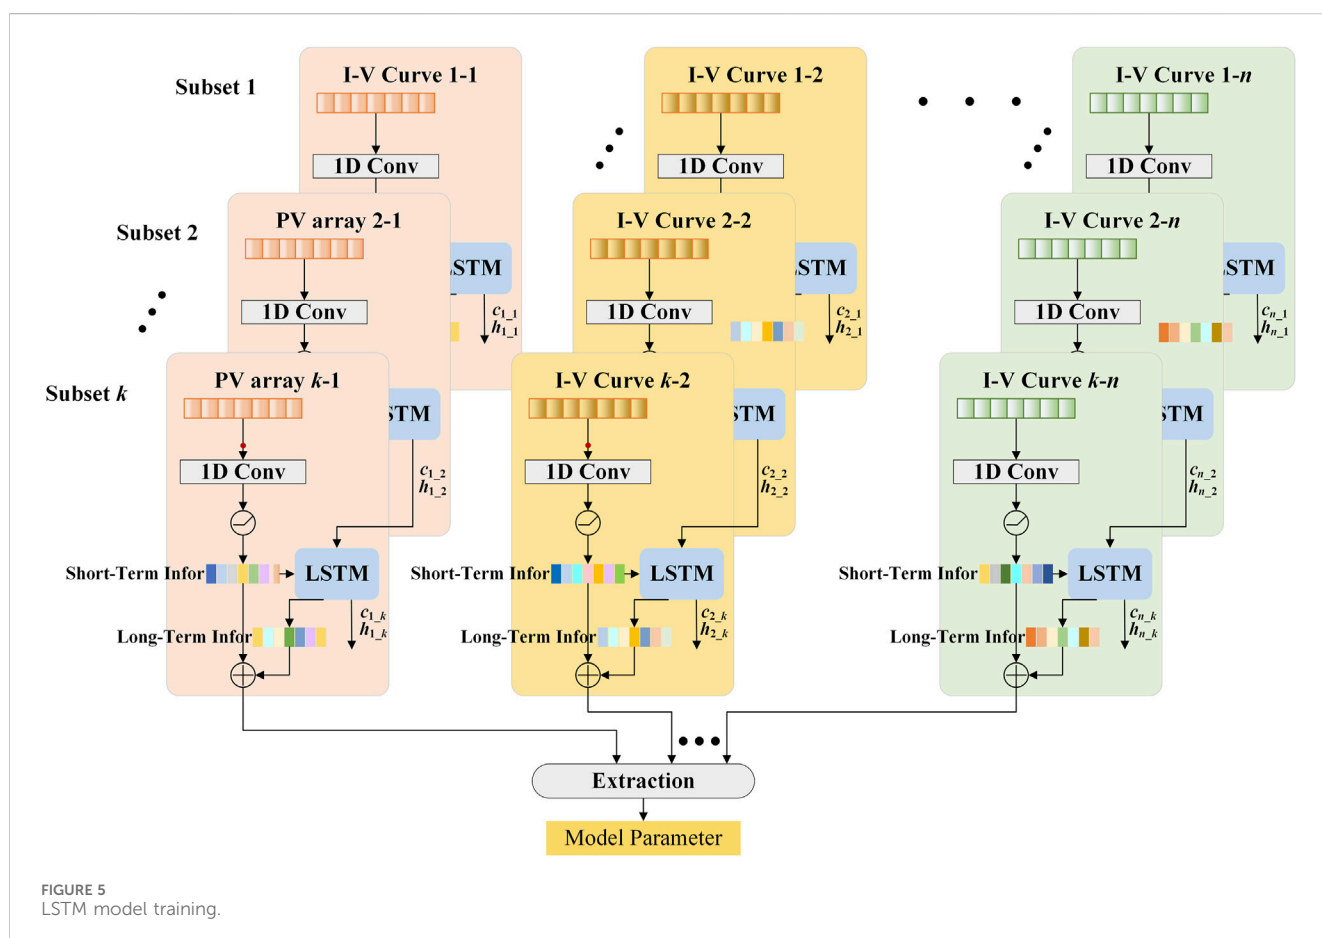 Subset 1
I-V Curve 1-1
I-V Curve 1-2
I-V Curve 1-n
1D Conv
1D Conv
1D Conv
Subset 2
PV array 2-1
I-V Curve 2-2
I-V Curve 2-n
LSTM
LSTM
LSTM
1D Conv
1D Conv
1D Conv
c1_1
h1_1
c2_1
h2_1
cn_1
hn_1
Subset k
PV array k-1
I-V Curve k-2
I-V Curve k-n
STM
STM
STM
1D Conv
1D Conv
1D Conv
c1_2
h1_2
c2_2
h2_2
cn_2
hn_2
Short-Term Infor
LSTM
Short-Term Infor
LSTM
Short-Term Infor
LSTM
c1_k
h1_k
c2_k
h2_k
cn_k
hn_k
Long-Term Infor
Long-Term Infor
Long-Term Infor
Extraction
Model Parameter
FIGURE 5
LSTM model training.